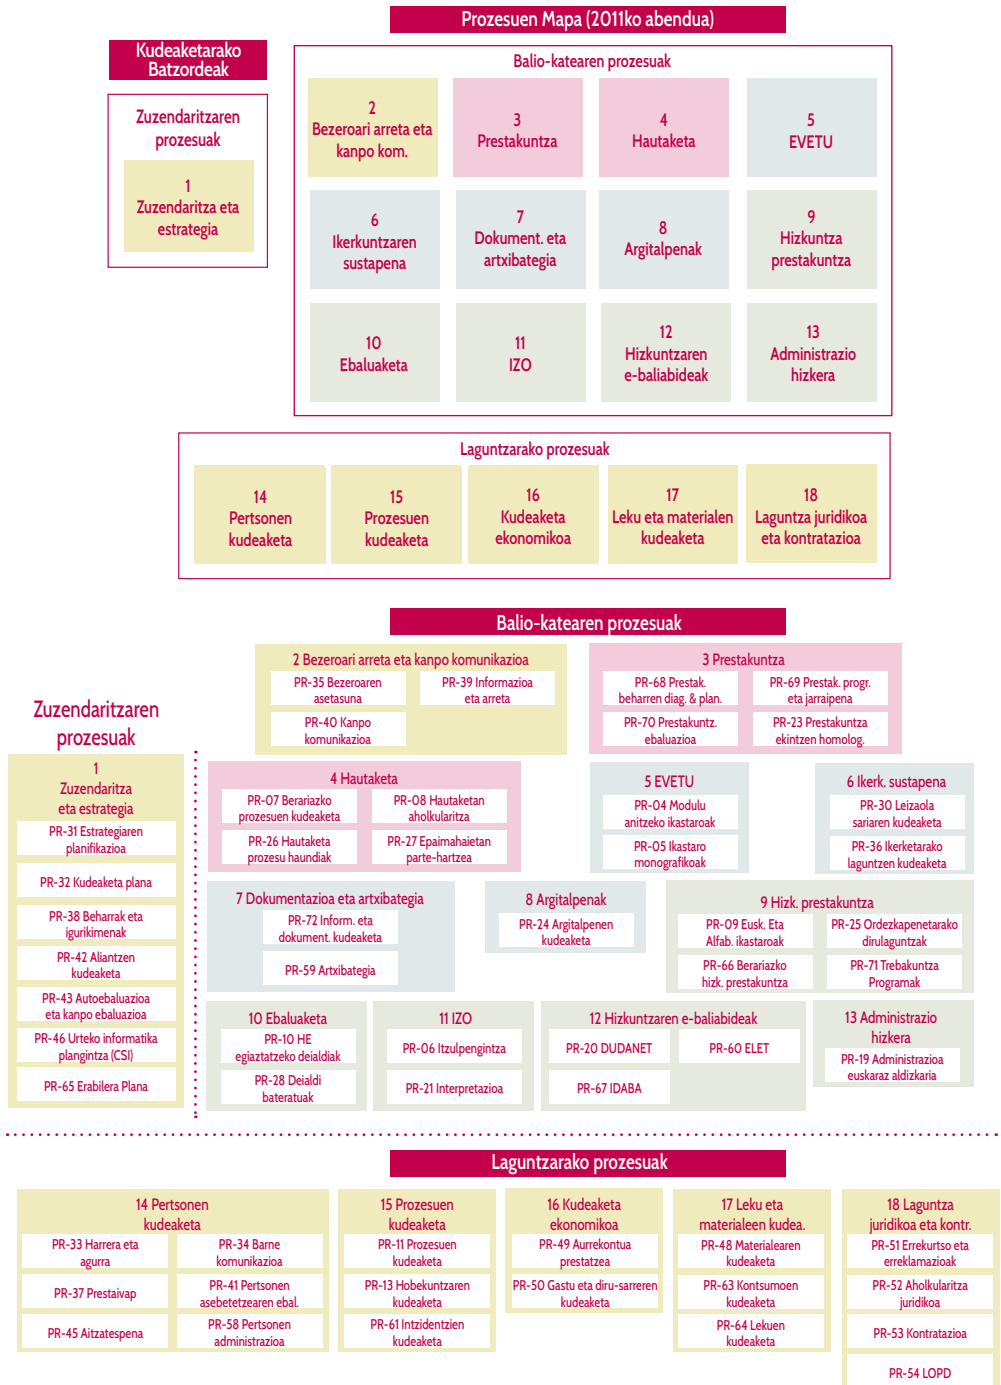 Prozesuen Mapa (2011ko abendua)
Kudeaketarako
Batzordeak
Zuzendaritzaren
prozesuak
1
Zuzendaritza eta
estrategia
Balio-katearen prozesuak
2
Bezeroari arreta eta
kanpo kom.
3
Prestakuntza
4
Hautaketa
5
EVETU
6
Ikerkuntzaren
sustapena
7
Dokument. eta
artxibategia
8
Argitalpenak
9
Hizkuntza
prestakuntza
10
Ebaluaketa
11
IZO
12
Hizkuntzaren
e-baliabideak
13
Administrazio
hizkera
Laguntzarako prozesuak
14
Pertsonen
kudeaketa
15
Prozesuen
kudeaketa
16
Kudeaketa
ekonomikoa
17
Leku eta materialen
kudeaketa
18
Laguntza juridikoa
eta kontratazioa
Balio-katearen prozesuak
Zuzendaritzaren
prozesuak
1
Zuzendaritza
eta estrategia
PR-31 Estrategiaren
planifikazioa
PR-32 Kudeaketa plana
PR-38 Beharrak eta
igurikimenak
PR-42 Aliantzen
kudeaketa
PR-43 Autoebaluazioa
eta kanpo ebaluazioa
PR-46 Urteko informatika
plangintza (CSI)
PR-65 Erabilera Plana
2 Bezeroari arreta eta kanpo komunikazioa
PR-35 Bezeroaren
asetasuna
PR-39 Informazioa
eta arreta
PR-40 Kanpo
komunikazioa
3 Prestakuntza
PR-68 Prestak.
beharren diag. & plan.
PR-69 Prestak. progr.
eta jarraipena
PR-70 Prestakuntz.
ebaluazioa
PR-23 Prestakuntza
ekintzen homolog.
4 Hautaketa
PR-07 Berariazko
prozesuen kudeaketa
PR-08 Hautaketan
aholkularitza
PR-26 Hautaketa
prozesu haundiak
PR-27 Epaimahaietan
parte-hartzea
5 EVETU
PR-04 Modulu
anitzeko ikastaroak
PR-05 Ikastaro
monografikoak
6 Ikerk. sustapena
PR-30 Leizaola
sariaren kudeaketa
PR-36 Ikerketarako
laguntzen kudeaketa
7 Dokumentazioa eta artxibategia
PR-72 Inform. eta
dokument. kudeaketa
PR-59 Artxibategia
8 Argitalpenak
PR-24 Argitalpenen
kudeaketa
9 Hizk. prestakuntza
PR-09 Eusk. Eta
Alfab. ikastaroak
PR-25 Ordezkapenetarako
dirulaguntzak
PR-66 Berariazko
hizk. prestakuntza
PR-71 Trebakuntza
Programak
10 Ebaluaketa
PR-10 HE
egiaztatzeko deialdiak
PR-28 Deialdi
bateratuak
11 IZO
PR-06 Itzulpengintza
PR-21 Interpretazioa
12 Hizkuntzaren e-baliabideak
PR-20 DUDANET
PR-60 ELET
PR-67 IDABA
13 Administrazio
hizkera
PR-19 Administrazioa
euskaraz aldizkaria
Laguntzarako prozesuak
14 Pertsonen
kudeaketa
PR-33 Harrera eta
agurra
PR-34 Barne
komunikazioa
PR-37 Prestaivap
PR-41 Pertsonen
asebetetzearen ebal.
PR-45 Aitzatespena
PR-58 Pertsonen
administrazioa
15 Prozesuen
kudeaketa
PR-11 Prozesuen
kudeaketa
PR-13 Hobekuntzaren
kudeaketa
PR-61 Intzidentzien
kudeaketa
16 Kudeaketa
ekonomikoa
PR-49 Aurrekontua
prestatzea
PR-50 Gastu eta diru-sarreren
kudeaketa
17 Leku eta
materialeen kudea.
PR-48 Materialearen
kudeaketa
PR-63 Kontsumoen
kudeaketa
PR-64 Lekuen
kudeaketa
18 Laguntza
juridikoa eta kontr.
PR-51 Errekurtso eta
erreklamazioak
PR-52 Aholkularitza
juridikoa
PR-53 Kontratazioa
PR-54 LOPD